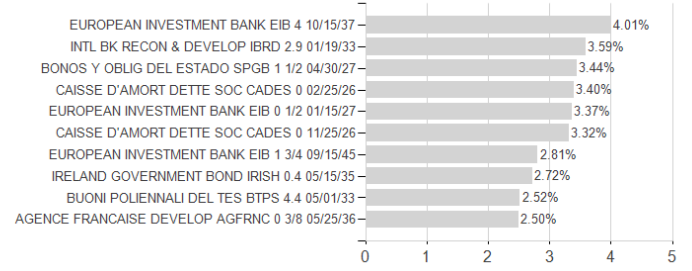 EUROPEAN INVESTMENT BANK EIB 4 10/15/37 4.01%
INTL BK RECON & DEVELOP IBRD 2.9 01/19/33 3.59%
BONOS Y OBLIG DEL ESTADO SPGB 1 1/2 04/30/27 3.44%
CAISSE D'AMORT DETTE SOC CADES 0 02/25/26 3.40%
EUROPEAN INVESTMENT BANK EIB 0 1/2 01/15/27 3.37%
CAISSE D'AMORT DETTE SOC CADES 0 11/25/26 3.32%
EUROPEAN INVESTMENT BANK EIB 1 3/4 09/15/45 2.81%
IRELAND GOVERNMENT BOND IRISH 0.4 05/15/35 2.72%
BUONI POLIENNALI DEL TES BTPS 4.4 05/01/33 2.52%
AGENCE FRANCAISE DEVELOP AGFRNC 0 3/8 05/25/36 2.50%
0 1 2 3 4 5